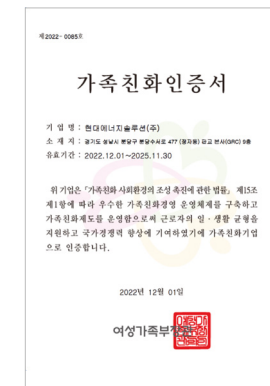 제2022- 0085호
가족친화인증서
기 업 명 : 현대에너지솔루션(주)
소 재 지 : 경기도 성남시 분당구 분당수서로 477 (정자동) 판교 본사(GRC) 9층
유효기간 : 2022.12.01~2025.11.30
위 기업은 「가족친화 사회환경의 조성 촉진에 관한 법률」 제15조
제1항에 따라 우수한 가족친화경영 운영체제를 구축하고
가족친화제도를 운영함으로써 근로자의 일 · 생활 균형을
지원하고 국가경쟁력 향상에 기여하였기에 가족친화기업
으로 인증합니다.
2022년 12월 01일
여성가족부장관